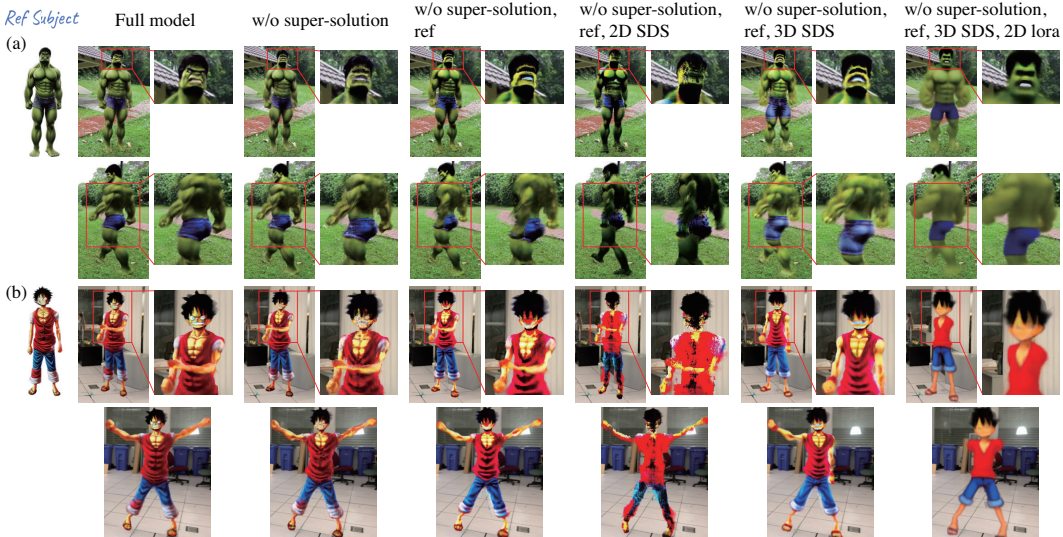 Ref Subject
Full model
w/o super-solution
w/o super-solution,
ref
w/o super-solution,
ref, 2D SDS
w/o super-solution,
ref, 3D SDS
w/o super-solution,
ref, 3D SDS, 2D lora
(a)
(b)